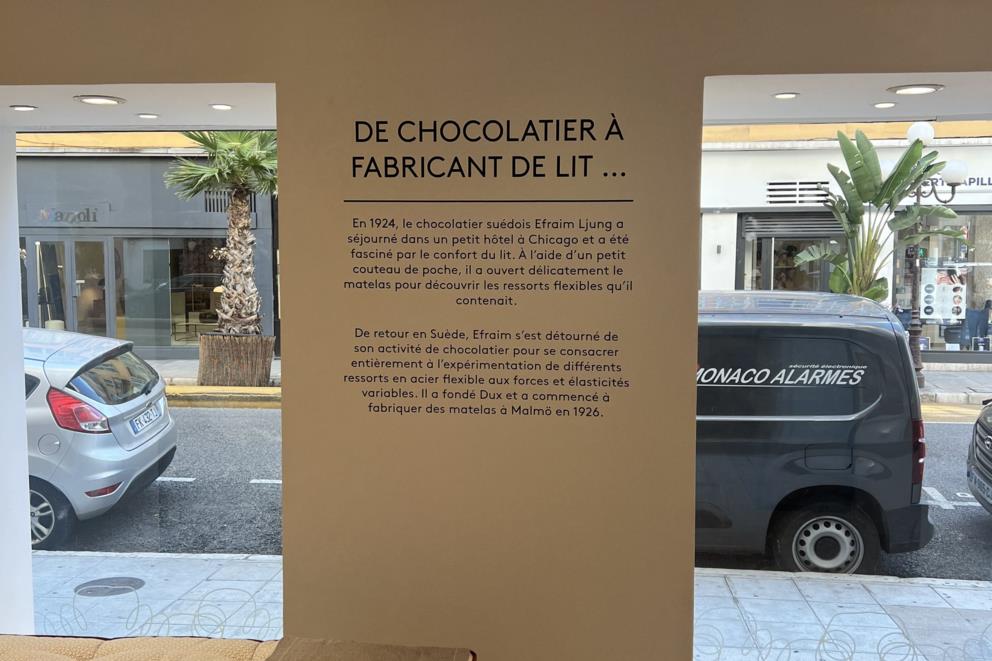 DE CHOCOLATIER À
FABRICANT DE LIT ...
En 1924, le chocolatier suédois Efraim Ljung a
séjourné dans un petit hôtel à Chicago et a été
fasciné par le confort du lit. À l'aide d'un petit
couteau de poche, il a ouvert délicatement le
matelas pour découvrir les ressorts flexibles qu'il
contenait.
De retour en Suède, Efraim s'est détourné de
son activité de chocolatier pour se consacrer
entièrement à l'expérimentation de différents
ressorts en acier flexible aux forces et élasticités
variables. Il a fondé Dux et a commencé à
fabriquer des matelas à Malmö en 1926.
sécurité électronique
MONACO ALARMES